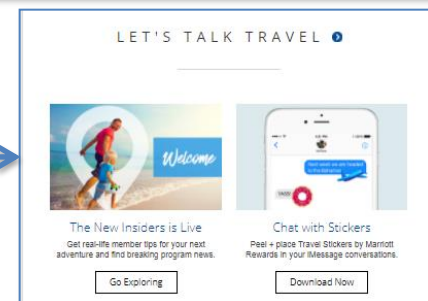 LET'S TALK TRAVEL
Welcome
The New Insiders is Live
Get real-life member tips for your next
adventure and find breaking program news.
Go Exploring
Chat with Stickers
Peel + place Travel Stickers by Marriott
Rewards in your iMessage conversations.
Download Now